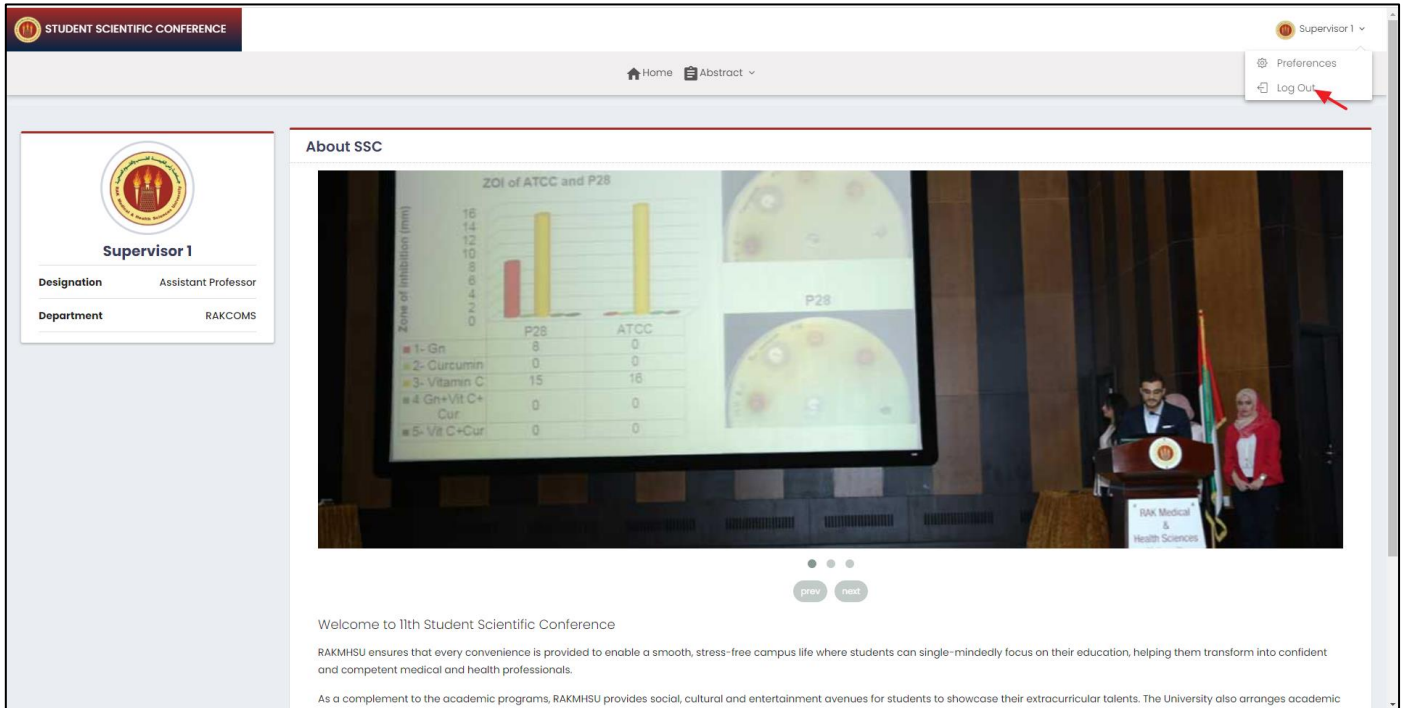 STUDENT SCIENTIFIC CONFERENCE
Supervisor 1
Home Abstract
Preferences
Log Out
About SSC
Supervisor 1
Designation Assistant Professor
Department RAKCOMS
ZOI of ATCC and P28
Zone of inhibition (mm)
16
14
12
10
8
6
4
2
0
P28 ATCC
1- Gn 8 0
2- Curcumin 0 0
3- Vitamin C 15 16
4 Gn+Vit C+ Cur 0 0
5- Vit C+Cur 0 0
P28
RAK Medical
&
Health Sciences
prev next
Welcome to 11th Student Scientific Conference
RAKMHSU ensures that every convenience is provided to enable a smooth, stress-free campus life where students can single-mindedly focus on their education, helping them transform into confident
and competent medical and health professionals.
As a complement to the academic programs, RAKMHSU provides social, cultural and entertainment avenues for students to showcase their extracurricular talents. The University also arranges academic